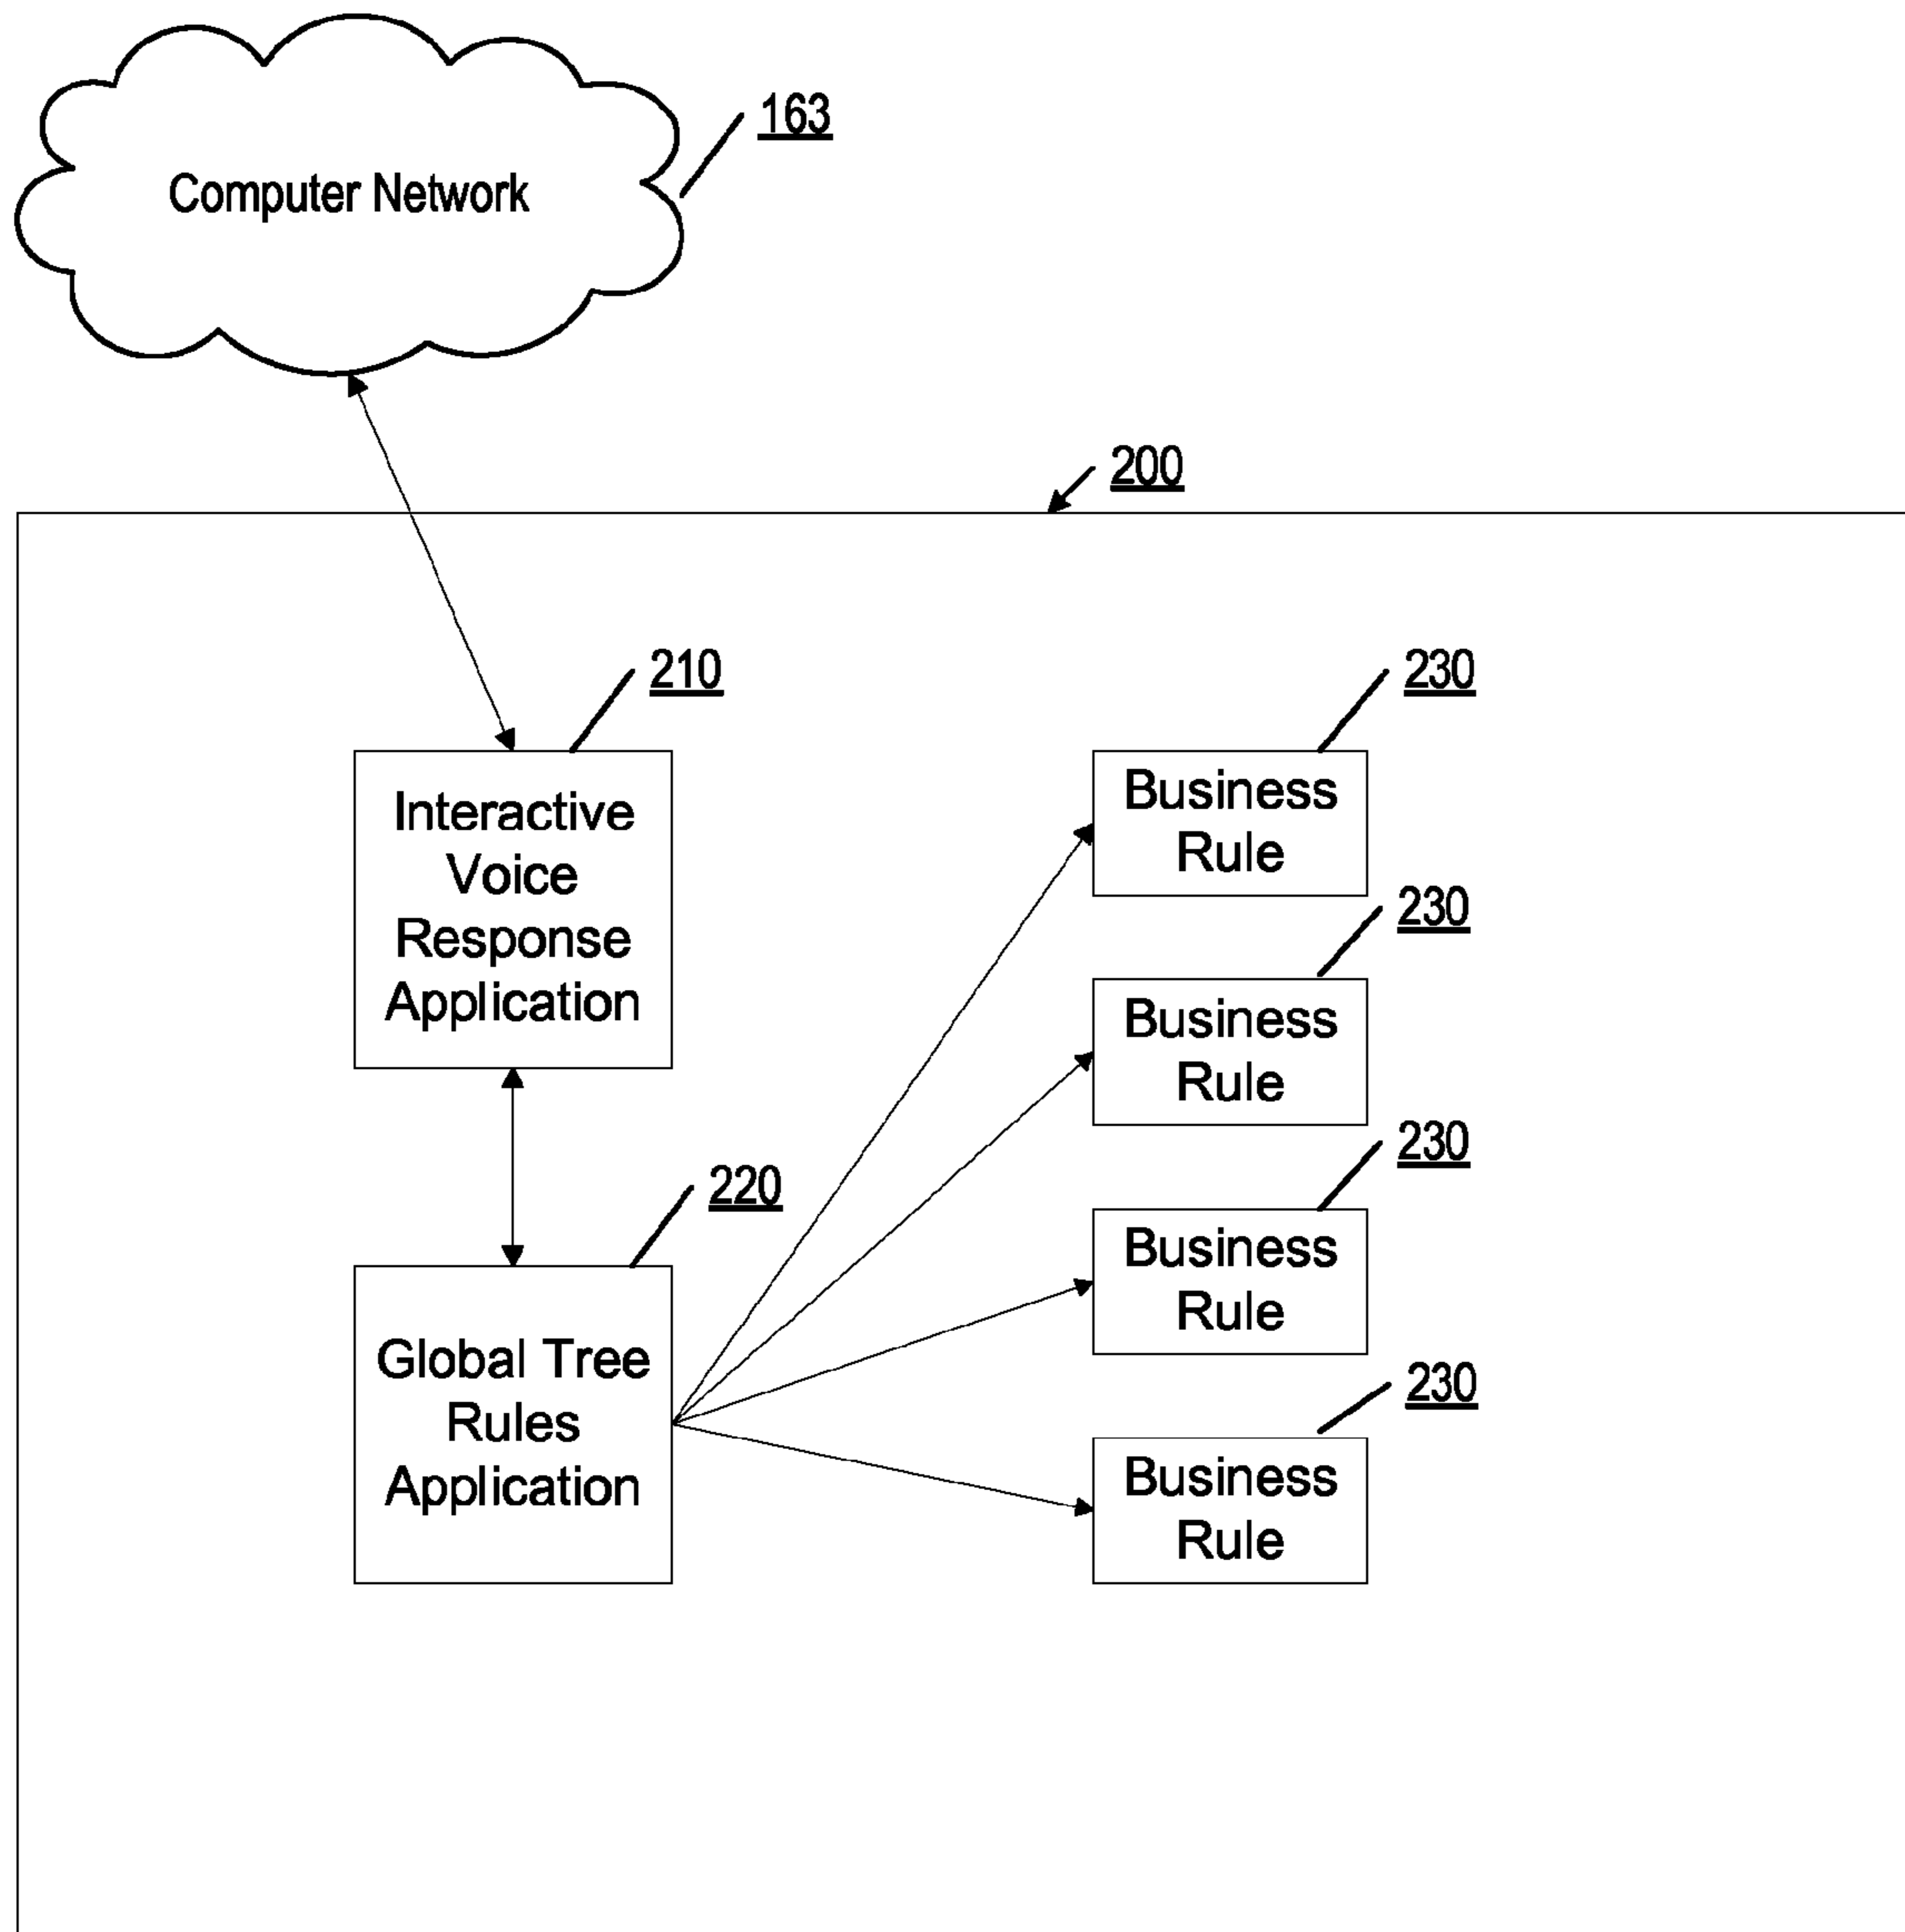 163
Computer Network
200
210
Interactive
Voice
Response
Application
230
Business
Rule
230
Business
Rule
220
Global Tree
Rules
Application
230
Business
Rule
230
Business
Rule